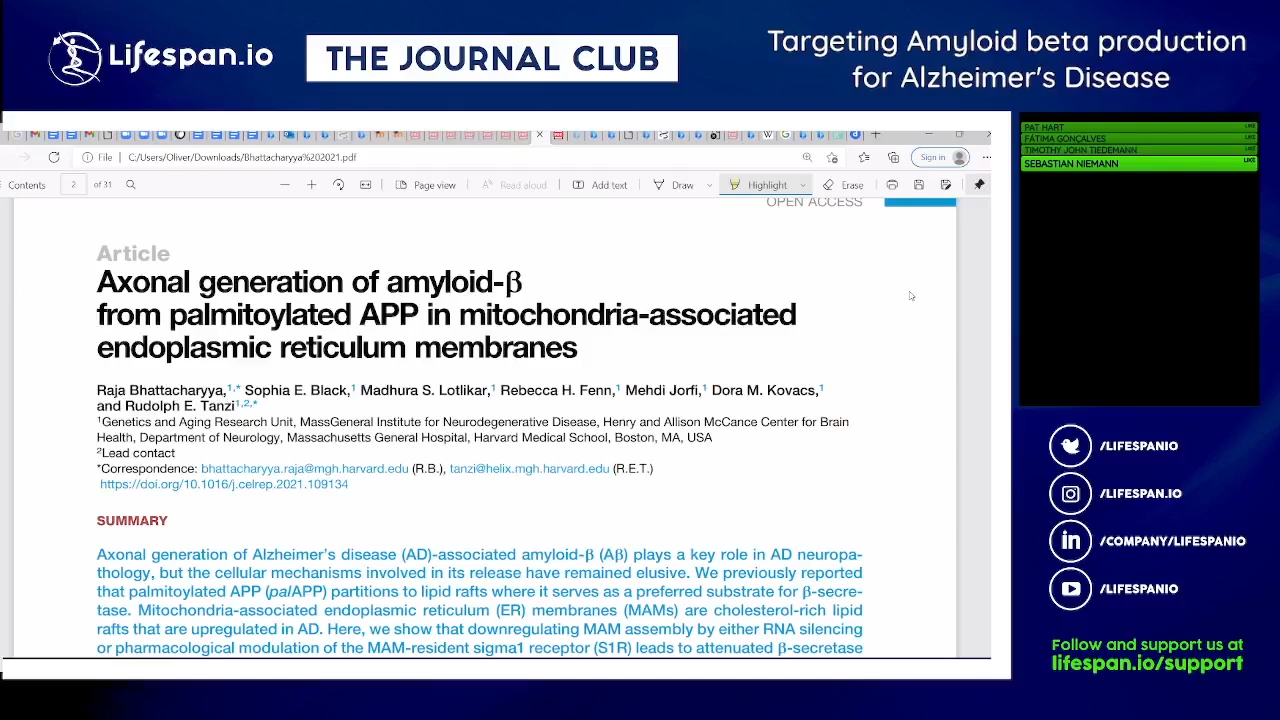 Lifespan.io
THE JOURNAL CLUB
Targeting Amyloid beta production
for Alzheimer's Disease
File
C:/Users/Oliver/Downloads/Bhattacharyya%202021.pdf
Sign in
Contents
2
of 31
Page view
Read aloud
Add text
Draw
Highlight
Erase
OPEN ACCESS
Article
Axonal generation of amyloid-β
from palmitoylated APP in mitochondria-associated
endoplasmic reticulum membranes
Raja Bhattacharyya,1,* Sophia E. Black,1 Madhura S. Lotlikar,1 Rebecca H. Fenn,1 Mehdi Jorfi,1 Dora M. Kovacs,1
and Rudolph E. Tanzi1,2,*
1Genetics and Aging Research Unit, MassGeneral Institute for Neurodegenerative Disease, Henry and Allison McCance Center for Brain
Health, Department of Neurology, Massachusetts General Hospital, Harvard Medical School, Boston, MA, USA
2Lead contact
*Correspondence: bhattacharyya.raja@mgh.harvard.edu (R.B.), tanzi@helix.mgh.harvard.edu (R.E.T.)
https://doi.org/10.1016/j.celrep.2021.109134
SUMMARY
Axonal generation of Alzheimer's disease (AD)-associated amyloid-β (Aβ) plays a key role in AD neuropa-
thology, but the cellular mechanisms involved in its release have remained elusive. We previously reported
that palmitoylated APP (palAPP) partitions to lipid rafts where it serves as a preferred substrate for β-secre-
tase. Mitochondria-associated endoplasmic reticulum (ER) membranes (MAMs) are cholesterol-rich lipid
rafts that are upregulated in AD. Here, we show that downregulating MAM assembly by either RNA silencing
or pharmacological modulation of the MAM-resident sigma1 receptor (S1R) leads to attenuated β-secretase
PAT HART LIKE
FÁTIMA GONÇALVES LIKE
TIMOTHY JOHN TIEDEMANN LIKE
SEBASTIAN NIEMANN LIKE
/LIFESPANIO
/LIFESPAN.IO
/COMPANY/LIFESPANIO
/LIFESPANIO
Follow and support us at
lifespan.io/support